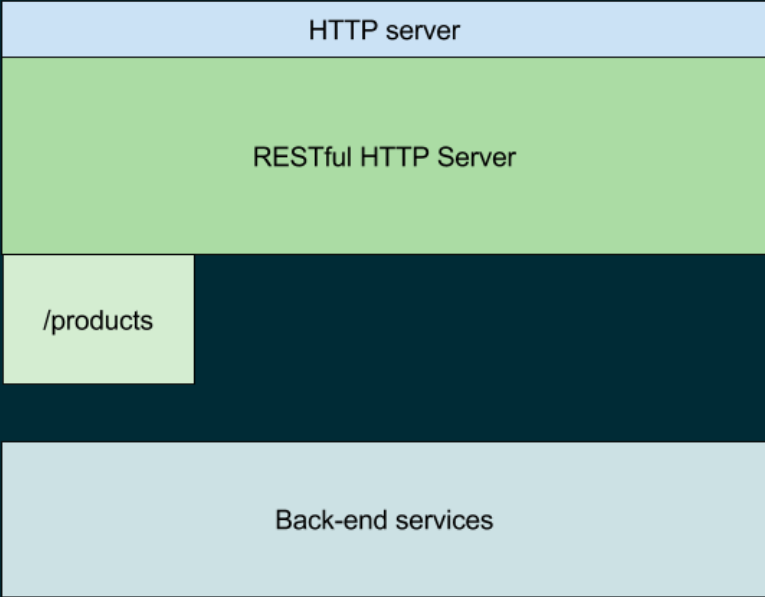 HTTP server
RESTful HTTP Server
/products
Back-end services